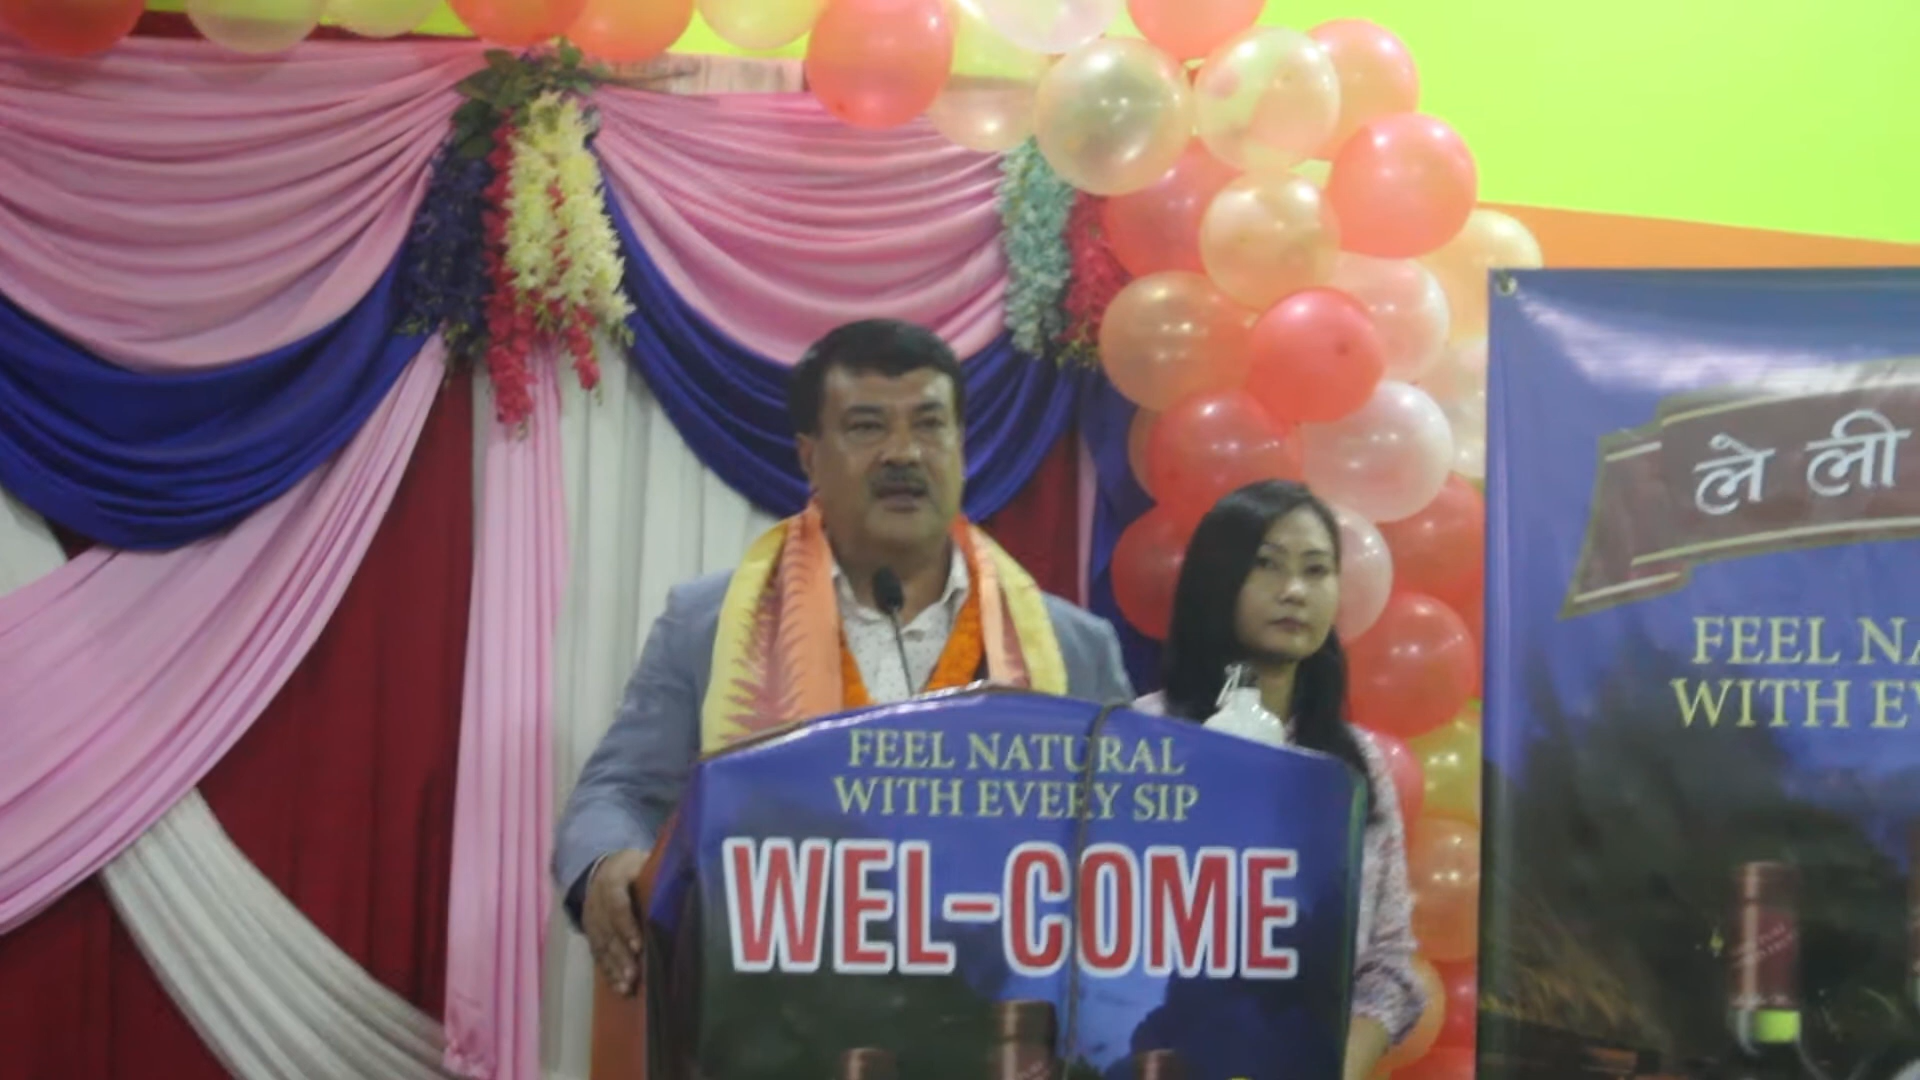 FEEL NATURAL
WITH EVERY SIP
WEL-COME
ले ली
FEEL NA
WITH EV